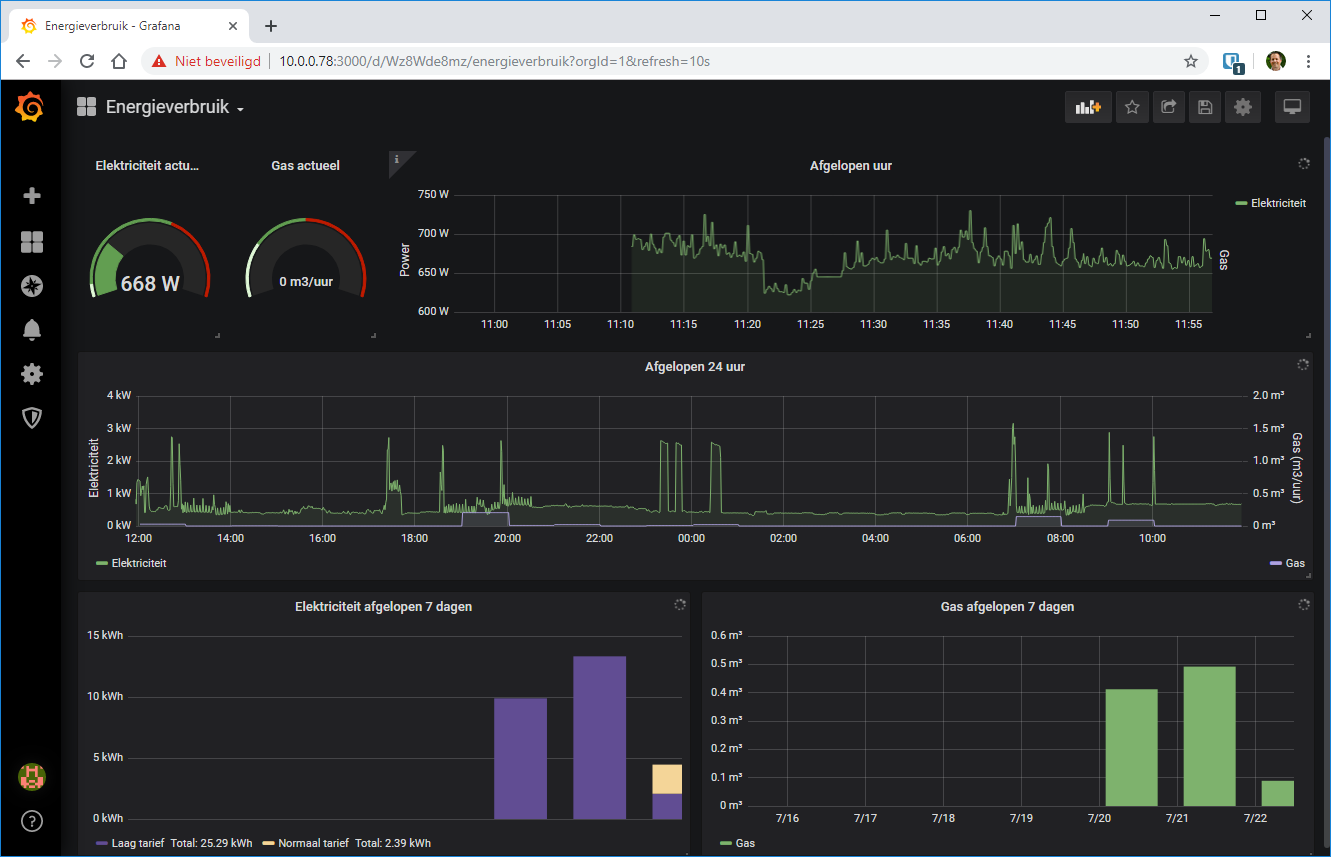 Energieverbruik - Grafana
Niet beveiligd 10.0.0.78:3000/d/Wz8Wde8mz/energieverbruik?orgId=1&refresh=10s
1
Energieverbruik
Elektriciteit actu...
668 W
Gas actueel
0 m3/uur
i
Afgelopen uur
Power
750 W
700 W
650 W
600 W
11:00 11:05 11:10 11:15 11:20 11:25 11:30 11:35 11:40 11:45 11:50 11:55
Gas
Elektriciteit
Afgelopen 24 uur
Elektriciteit
4 kW
3 kW
2 kW
1 kW
0 kW
2.0 m³
1.5 m³
1.0 m³
0.5 m³
0 m³
Gas (m3/uur)
12:00 14:00 16:00 18:00 20:00 22:00 00:00 02:00 04:00 06:00 08:00 10:00
Elektriciteit
Gas
Elektriciteit afgelopen 7 dagen
15 kWh
10 kWh
5 kWh
0 kWh
Laag tarief Total: 25.29 kWh Normaal tarief Total: 2.39 kWh
Gas afgelopen 7 dagen
0.6 m³
0.5 m³
0.4 m³
0.3 m³
0.2 m³
0.1 m³
0 m³
7/16 7/17 7/18 7/19 7/20 7/21 7/22
Gas
?